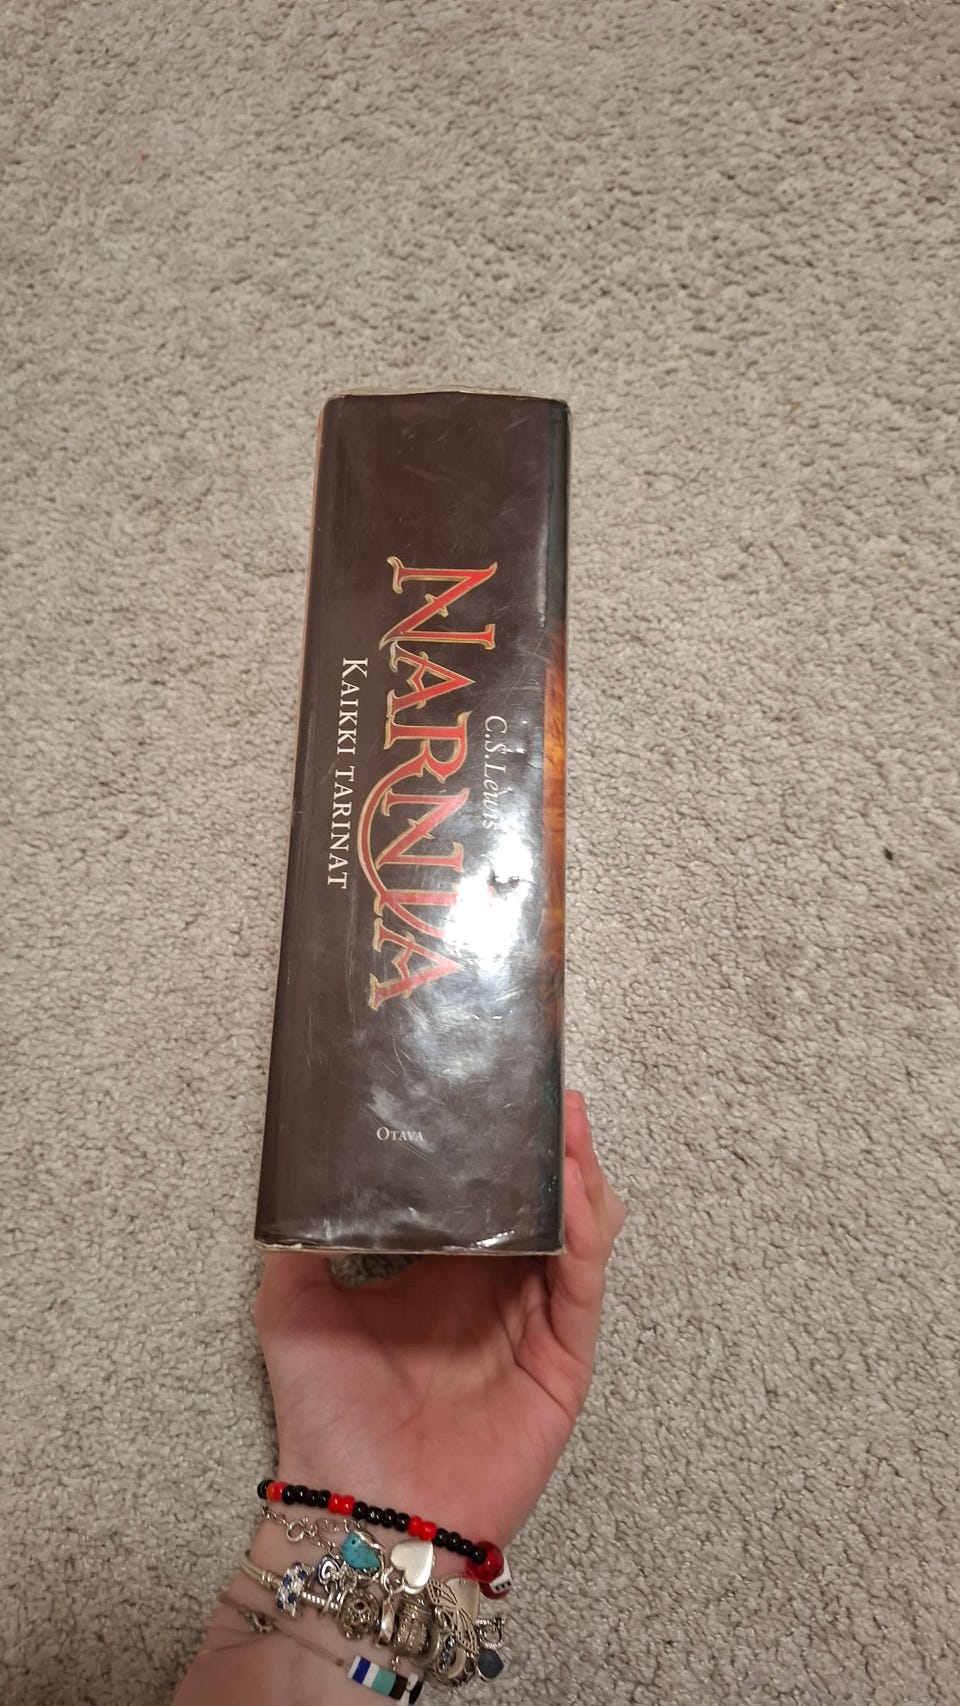 C.S. Lewis
NARNIA
KAIKKI TARINAT
OTAVA